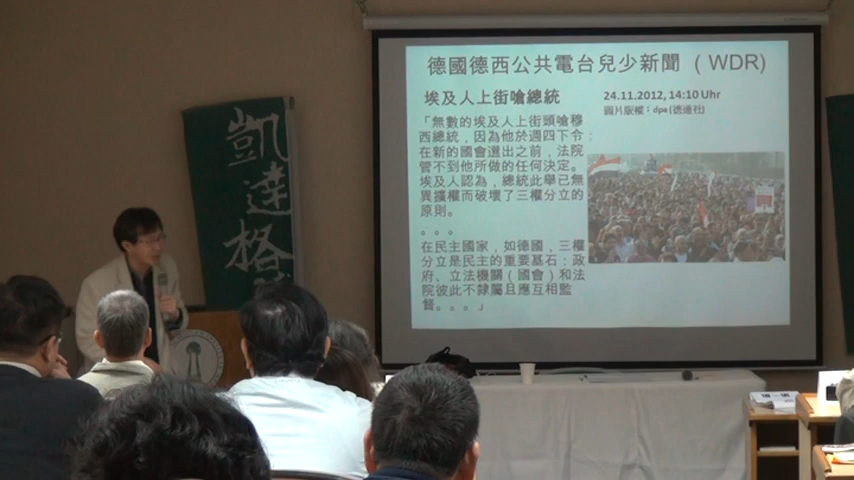 德國德西公共電台兒少新聞 （WDR)
埃及人上街嗆總統
24.11.2012, 14:10 Uhr
圖片版權：dpa (德通社)
「無數的埃及人上街頭嗆穆
西總統，因為他於週四下令：
在新的國會選出之前，法院
管不到他所做的任何決定。
埃及人認為，總統此舉已無
異擴權而破壞了三權分立的
原則。
。。。
在民主國家，如德國，三權
分立是民主的重要基石：政
府、立法機關（國會）和法
院彼此不隸屬且應互相監
督。。。」
凱達格